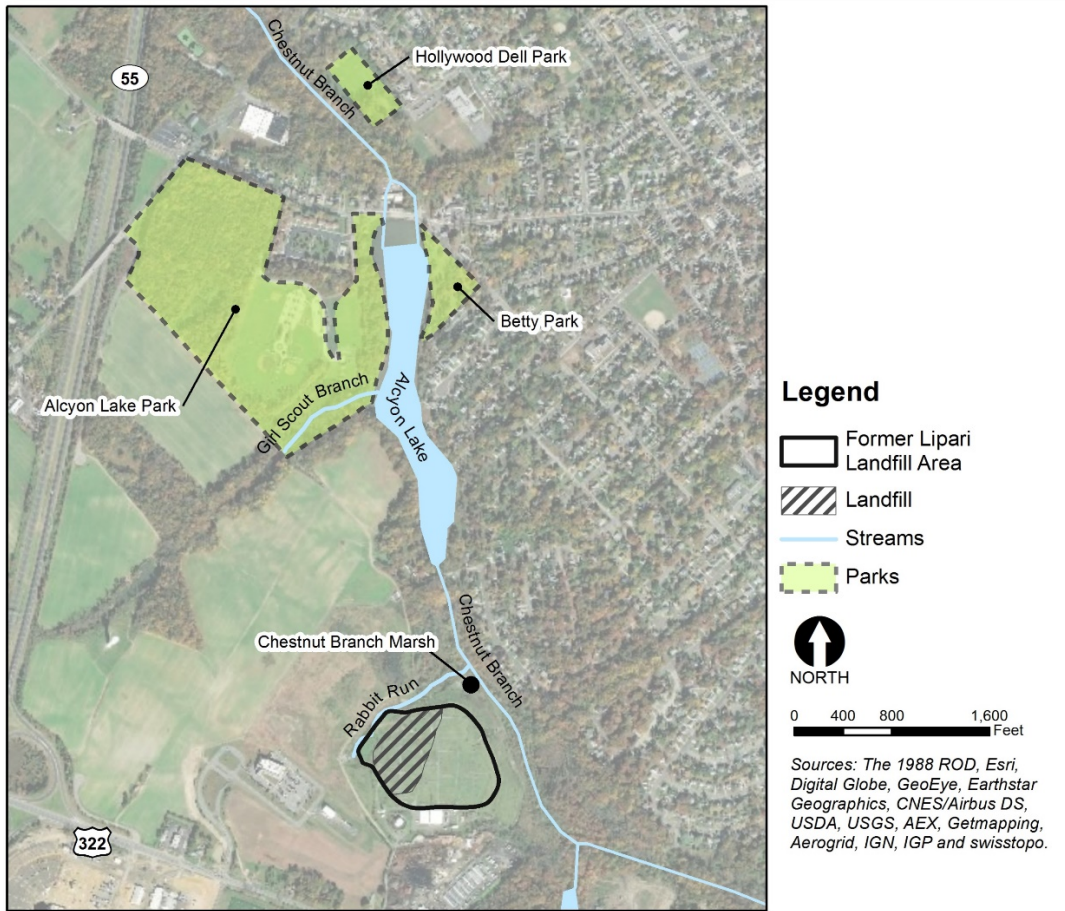 Chestnut Branch
Hollywood Dell Park
55
Betty Park
Alcyon Lake Park
Girl Scout Branch
Alcyon Lake
Chestnut Branch Marsh
Chestnut Branch
Rabbit Run
322
Legend
Former Lipari
Landfill Area
Landfill
Streams
Parks
NORTH
0 400 800 1,600
Feet
Sources: The 1988 ROD, Esri,
Digital Globe, GeoEye, Earthstar
Geographics, CNES/Airbus DS,
USDA, USGS, AEX, Getmapping,
Aerogrid, IGN, IGP and swisstopo.